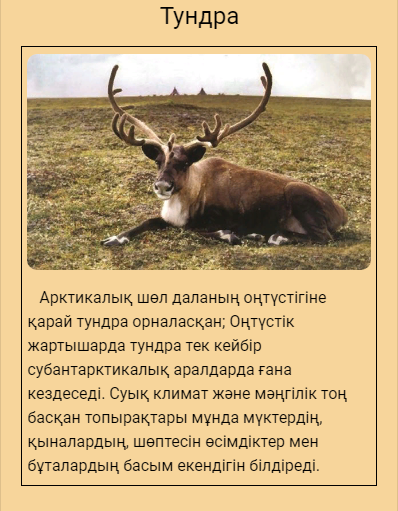 Тундра
Арктикалық шөл даланың оңтүстігіне
қарай тундра орналасқан; Оңтүстік
жартышарда тундра тек кейбір
субантарктикалық аралдарда ғана
кездеседі. Суық климат және мәңгілік тоң
басқан топырақтары мұнда мүктердің,
қыналардың, шөптесін өсімдіктер мен
бұталардың басым екендігін білдіреді.